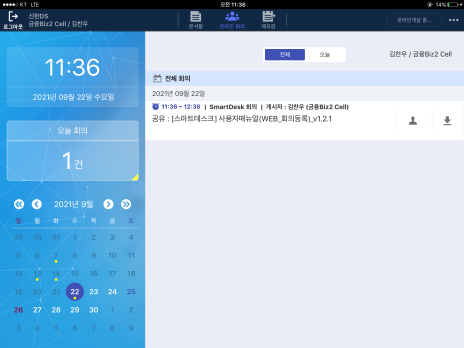 KT LTE
오전 11:36
14%
로그아웃
신한DS
금융Biz2 Cell / 김찬우
문서함
온라인 회의
메모장
온라인개설 중...
11:36
2021년 09월 22일 수요일
오늘 회의
1건
2021년 9월
일 월 화 수 목 금 토
29 30 31 1 2 3 4
5 6 7 8 9 10 11
12 13 14 15 16 17 18
19 20 21 22 23 24 25
26 27 28 29 30 1 2
3 4 5 6 7 8 9
전체
오늘
김찬우 / 금융Biz2 Cell
전체 회의
2021년 09월 22일
11:36 ~ 12:36 | SmartDesk 회의 | 게시자 : 김찬우 (금융Biz2 Cell)
공유 : [스마트데스크] 사용자매뉴얼(WEB_회의등록)_v1.2.1